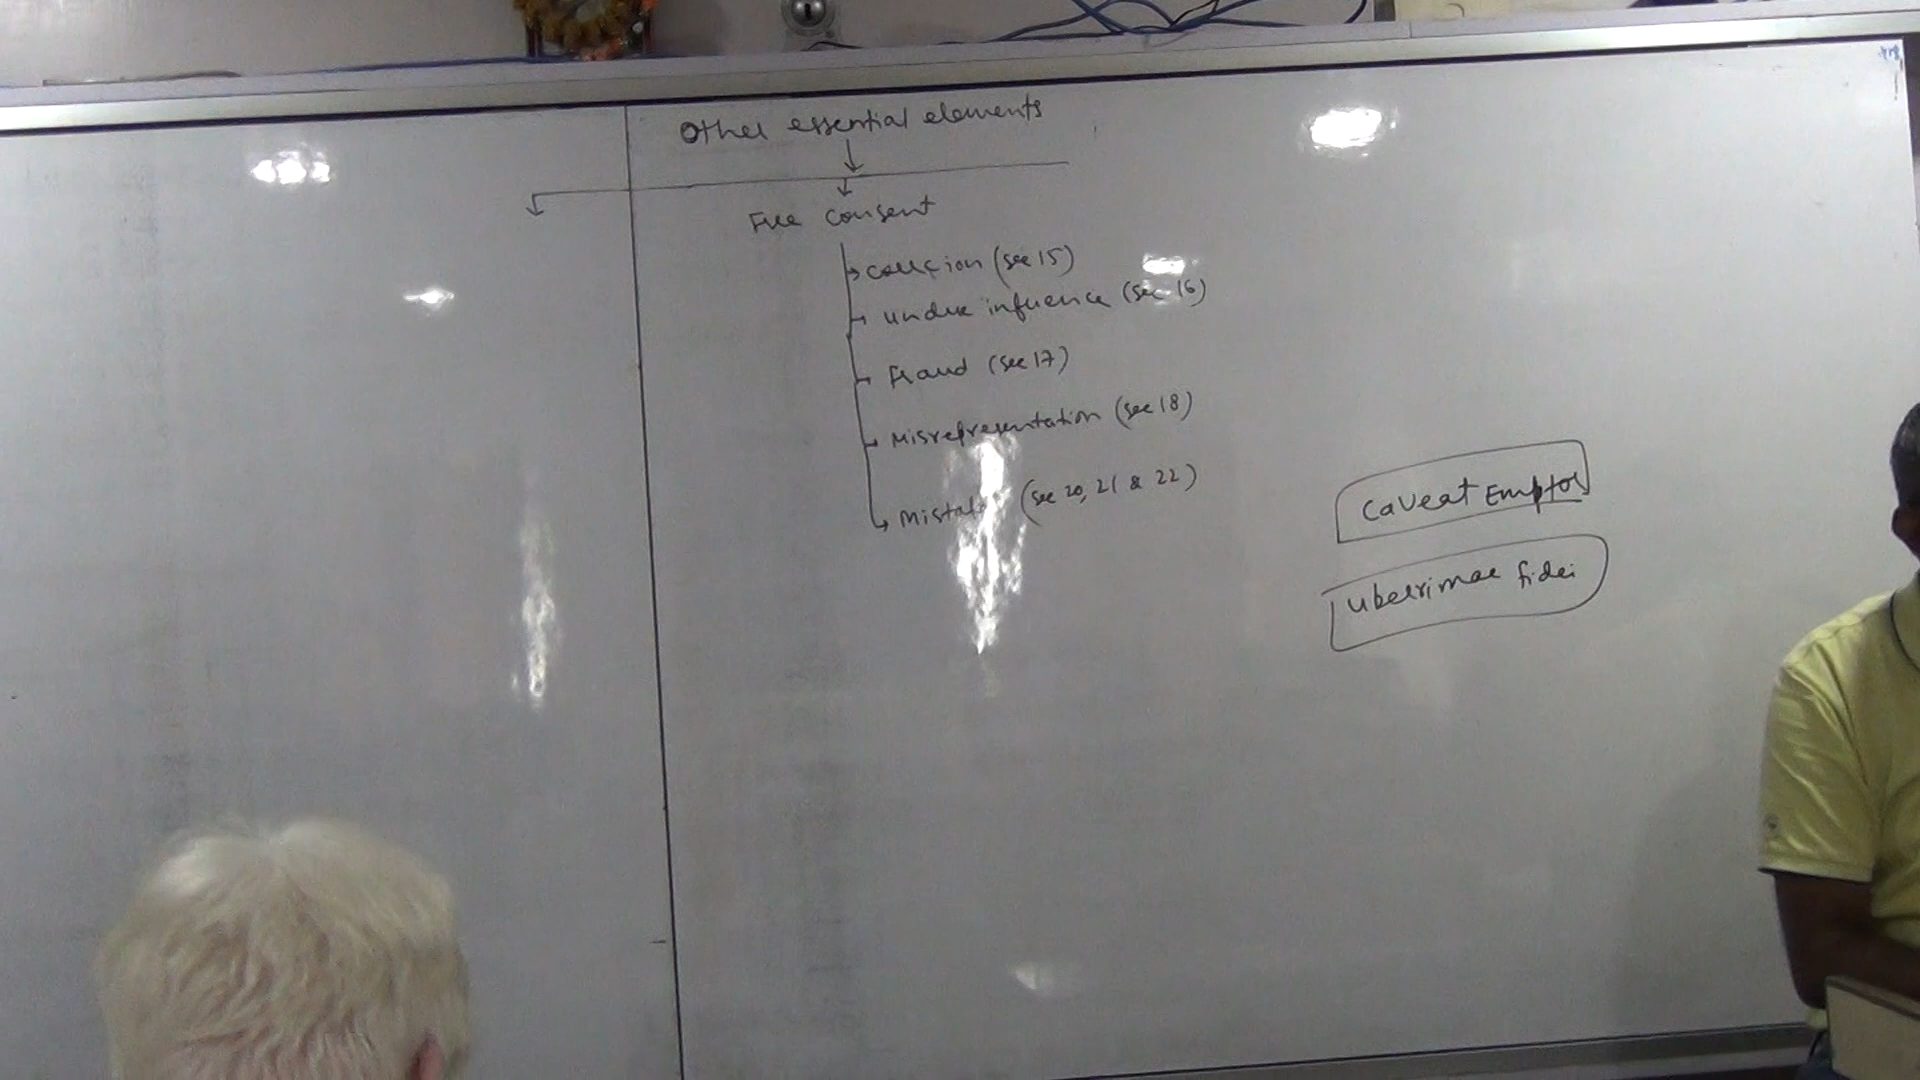 Other essential elements
Free consent
coercion (sec 15)
undue influence (sec 16)
Fraud (sec 17)
Misrepresentation (sec 18)
Mistake (sec 20, 21 & 22)
Caveat Emptor
uberrimae fidei